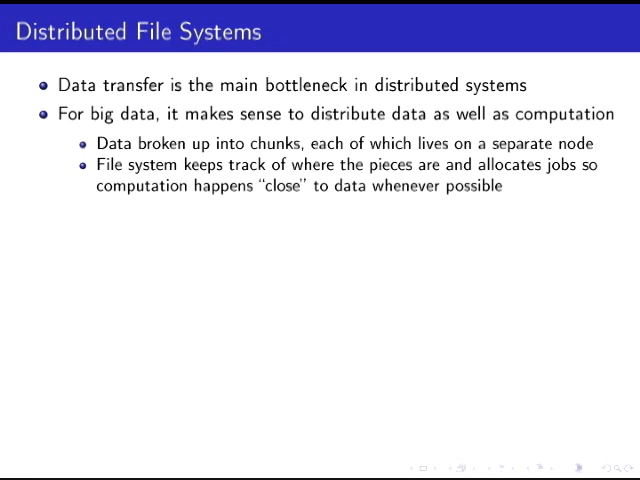 Distributed File Systems
Data transfer is the main bottleneck in distributed systems
For big data, it makes sense to distribute data as well as computation
Data broken up into chunks, each of which lives on a separate node
File system keeps track of where the pieces are and allocates jobs so
computation happens “close” to data whenever possible